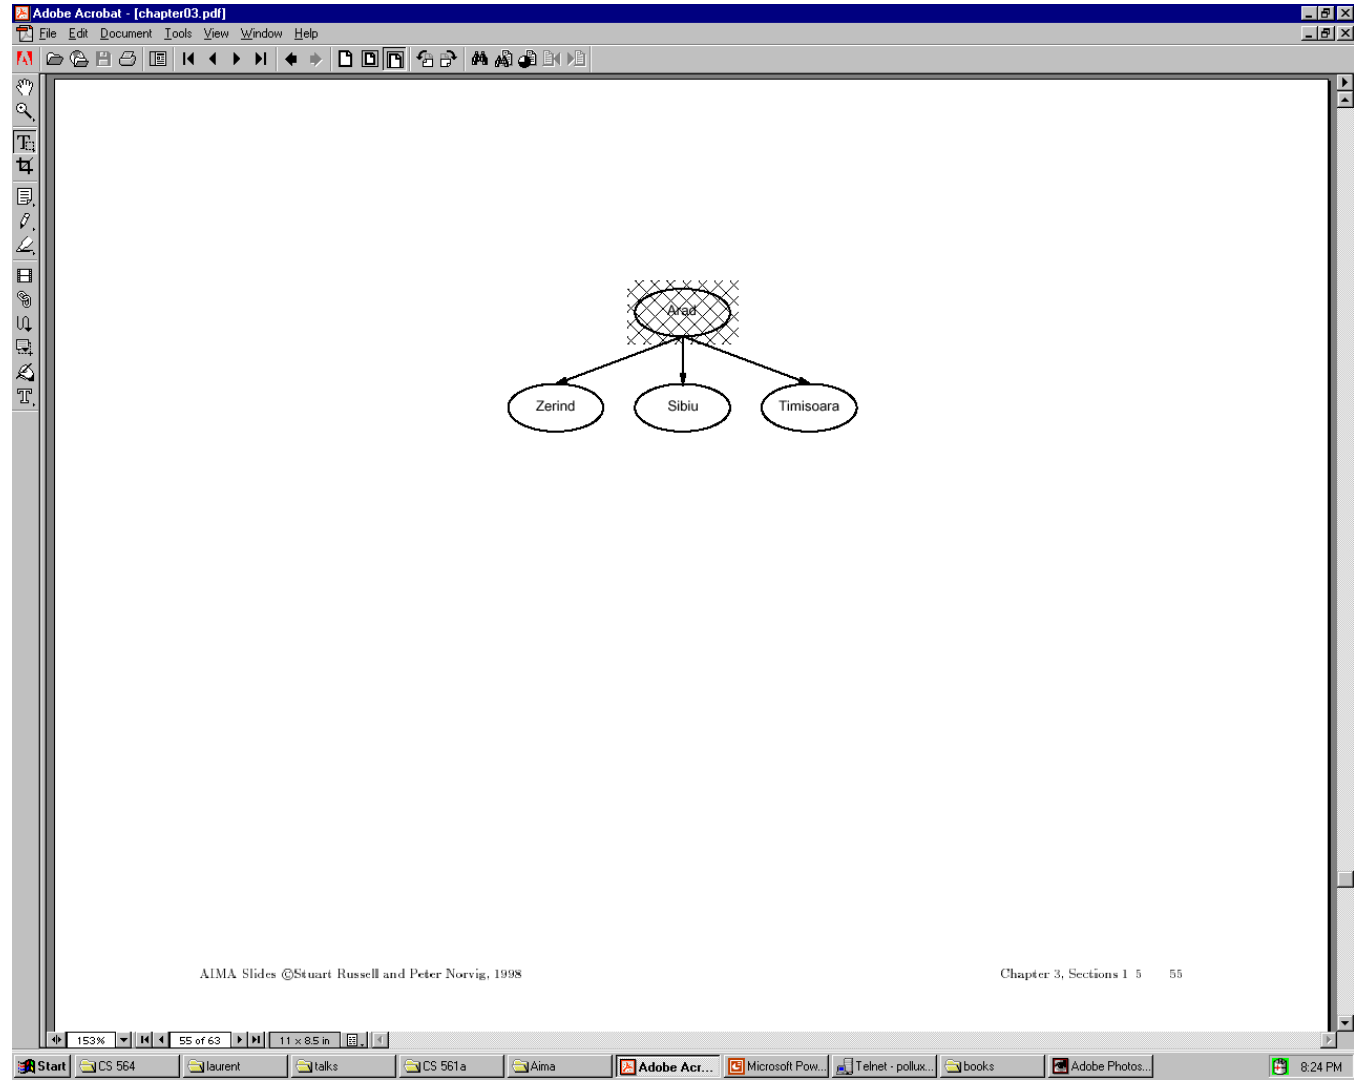 Adobe Acrobat - [chapter03.pdf]
File Edit Document Tools View Window Help
Arad
Zerind Sibiu Timisoara
AIMA Slides ©Stuart Russell and Peter Norvig, 1998 Chapter 3, Sections 1 5 55
153% 55 of 63 11 x 8.5 in
Start CS 564 laurent talks CS 561a Aima Adobe Acr... Microsoft Pow... Telnet - pollux... books Adobe Photos... 8:24 PM